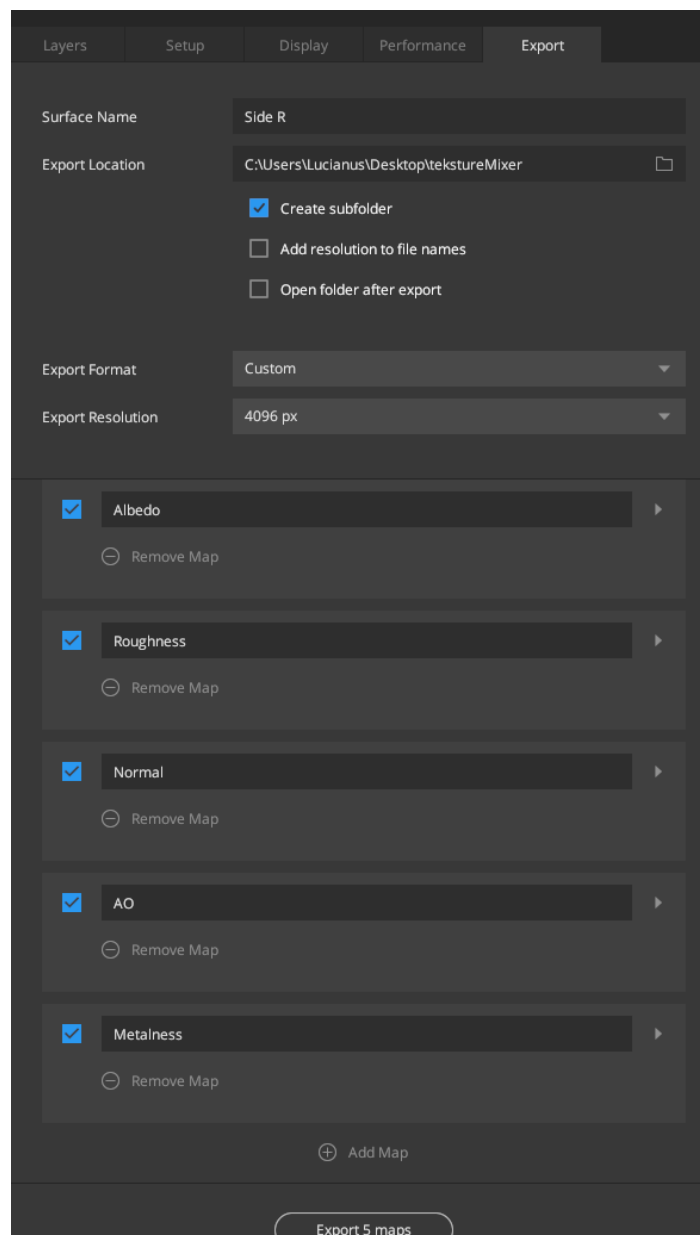 Layers Setup Display Performance Export
Surface Name Side R
Export Location C:\Users\Lucianus\Desktop\tekstureMixer
Create subfolder
Add resolution to file names
Open folder after export
Export Format Custom
Export Resolution 4096 px
Albedo
Remove Map
Roughness
Remove Map
Normal
Remove Map
AO
Remove Map
Metalness
Remove Map
Add Map
Export 5 maps